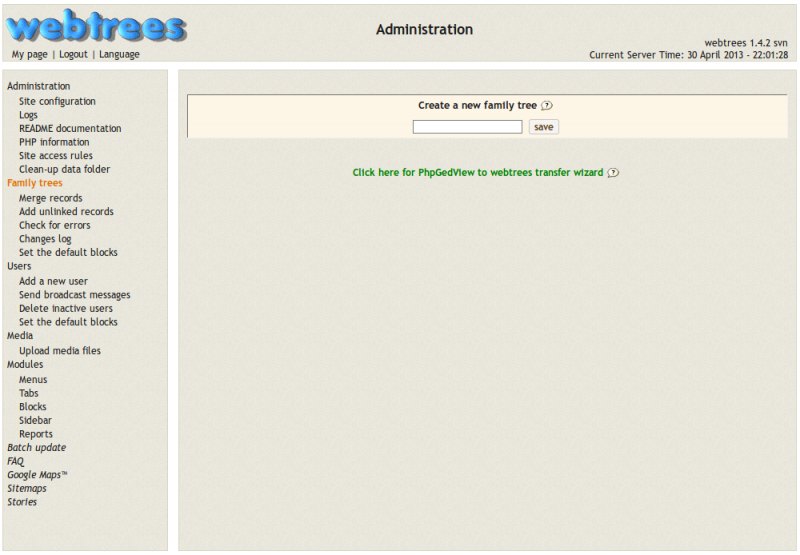 webtrees
Administration
My page | Logout | Language
webtrees 1.4.2 svn
Current Server Time: 30 April 2013 - 22:01:28
Administration
Site configuration
Logs
README documentation
PHP information
Site access rules
Clean-up data folder
Family trees
Merge records
Add unlinked records
Check for errors
Changes log
Set the default blocks
Users
Add a new user
Send broadcast messages
Delete inactive users
Set the default blocks
Media
Upload media files
Modules
Menus
Tabs
Blocks
Sidebar
Reports
Batch update
FAQ
Google Maps™
Sitemaps
Stories
Create a new family tree ?
save
Click here for PhpGedView to webtrees transfer wizard ?